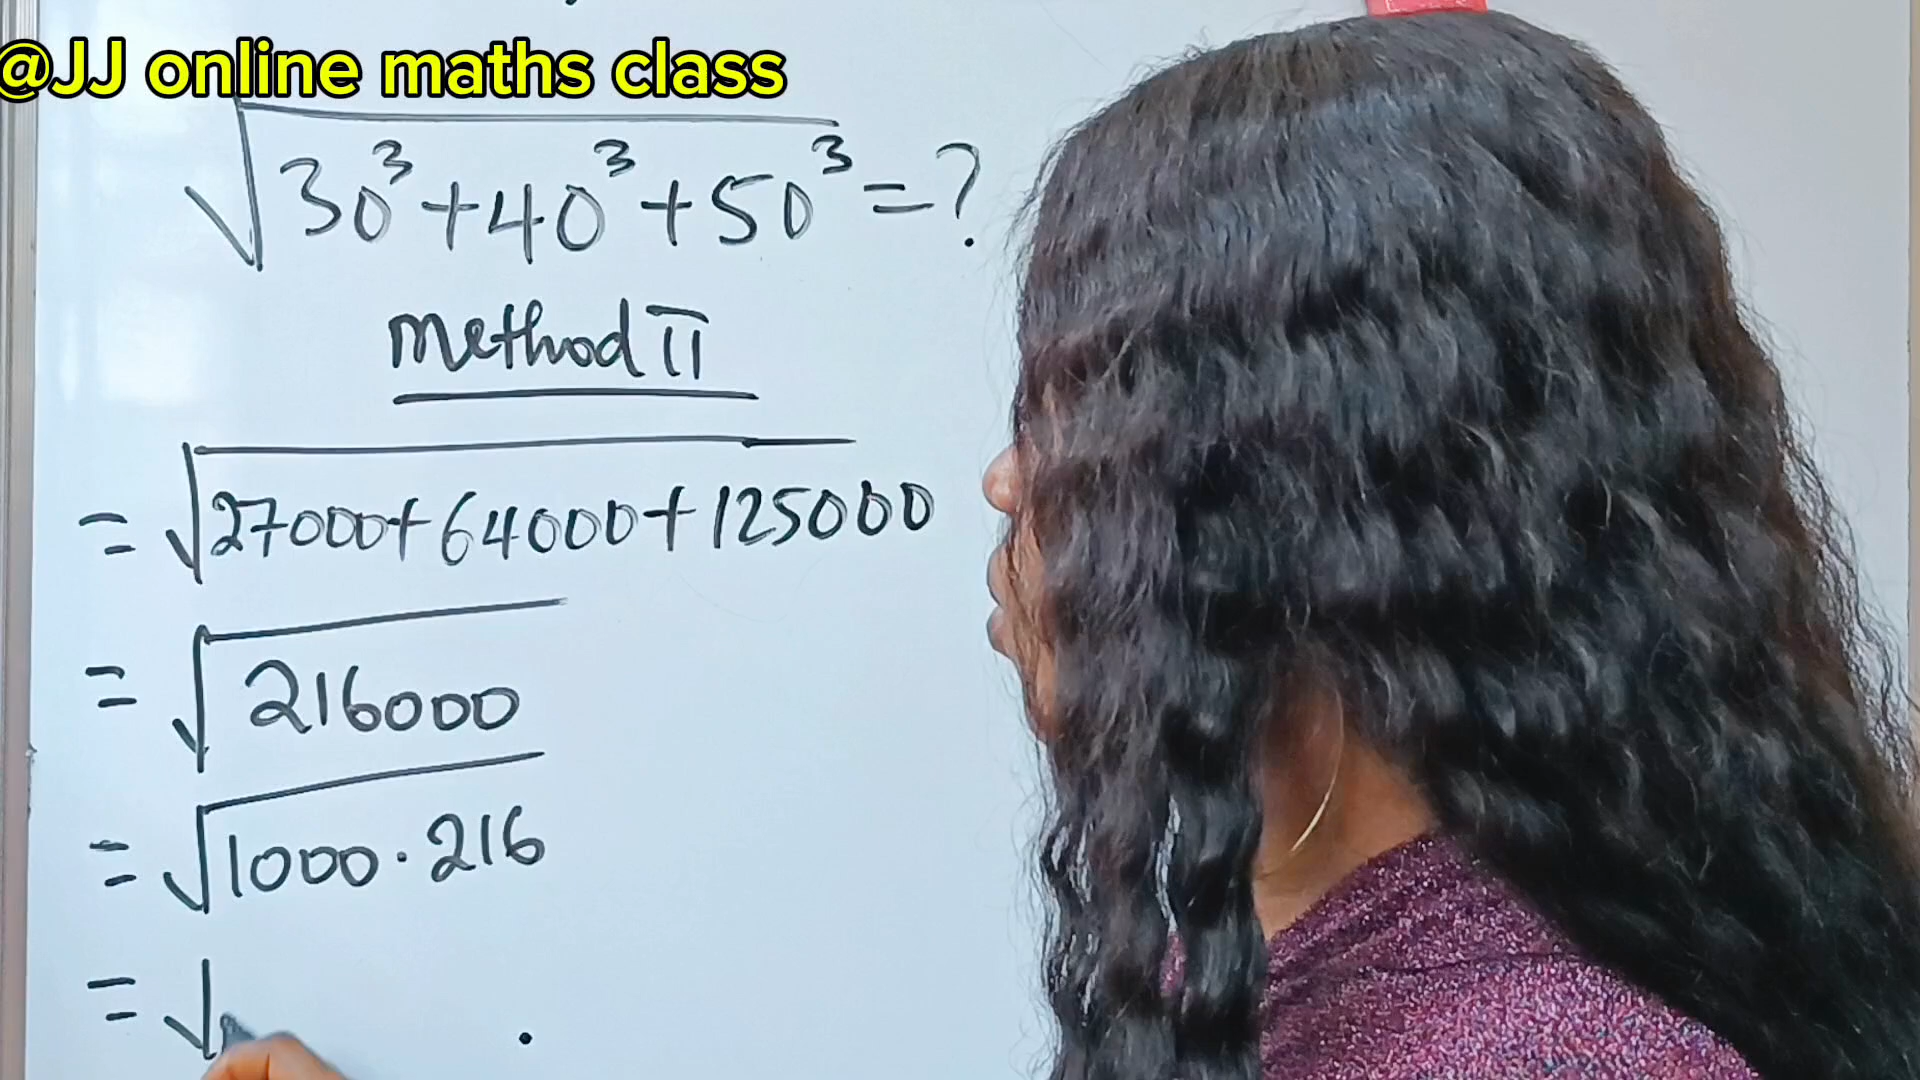 @JJ online maths class
√30³+40³+50³=?
Method II
=√27000+64000+125000
=√216000
=√1000·216
=√